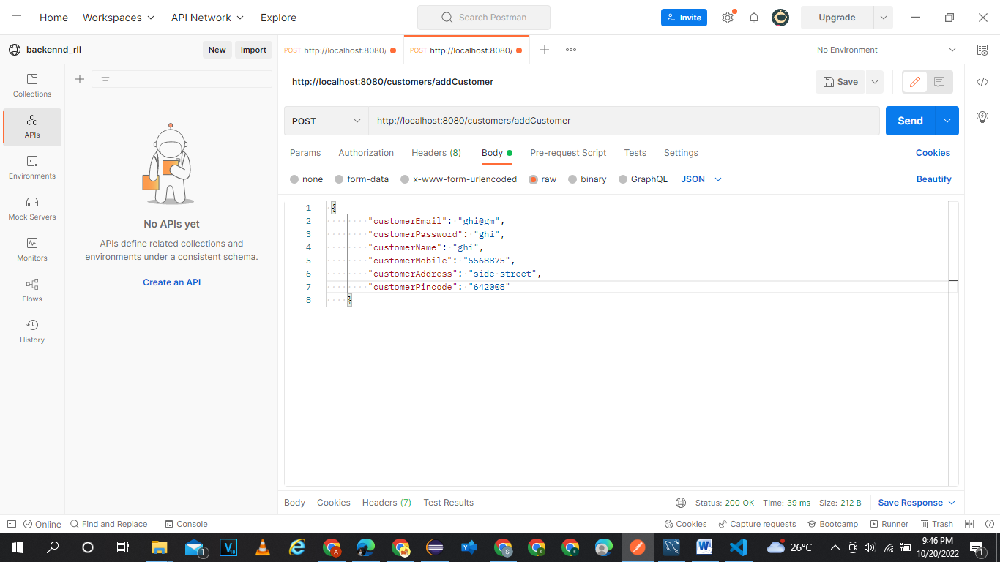 Home Workspaces API Network Explore Search Postman Invite Upgrade
backennd_rll New Import POST http://localhost:8080/ POST http://localhost:8080/ No Environment
Collections
APIs
Environments
Mock Servers
Monitors
Flows
History
No APIs yet
APIs define related collections and
environments under a consistent schema.
Create an API
http://localhost:8080/customers/addCustomer Save
POST http://localhost:8080/customers/addCustomer Send
Params Authorization Headers (8) Body Pre-request Script Tests Settings Cookies
none form-data x-www-form-urlencoded raw binary GraphQL JSON Beautify
1 {
2 "customerEmail": "ghi@gm",
3 "customerPassword": "ghi",
4 "customerName": "ghi",
5 "customerMobile": "5568875",
6 "customerAddress": "side street",
7 "customerPincode": "642008"
8 }
Body Cookies Headers (7) Test Results Status: 200 OK Time: 39 ms Size: 212 B Save Response
Online Find and Replace Console Cookies Capture requests Bootcamp Runner Trash
26°C 9:46 PM
10/20/2022